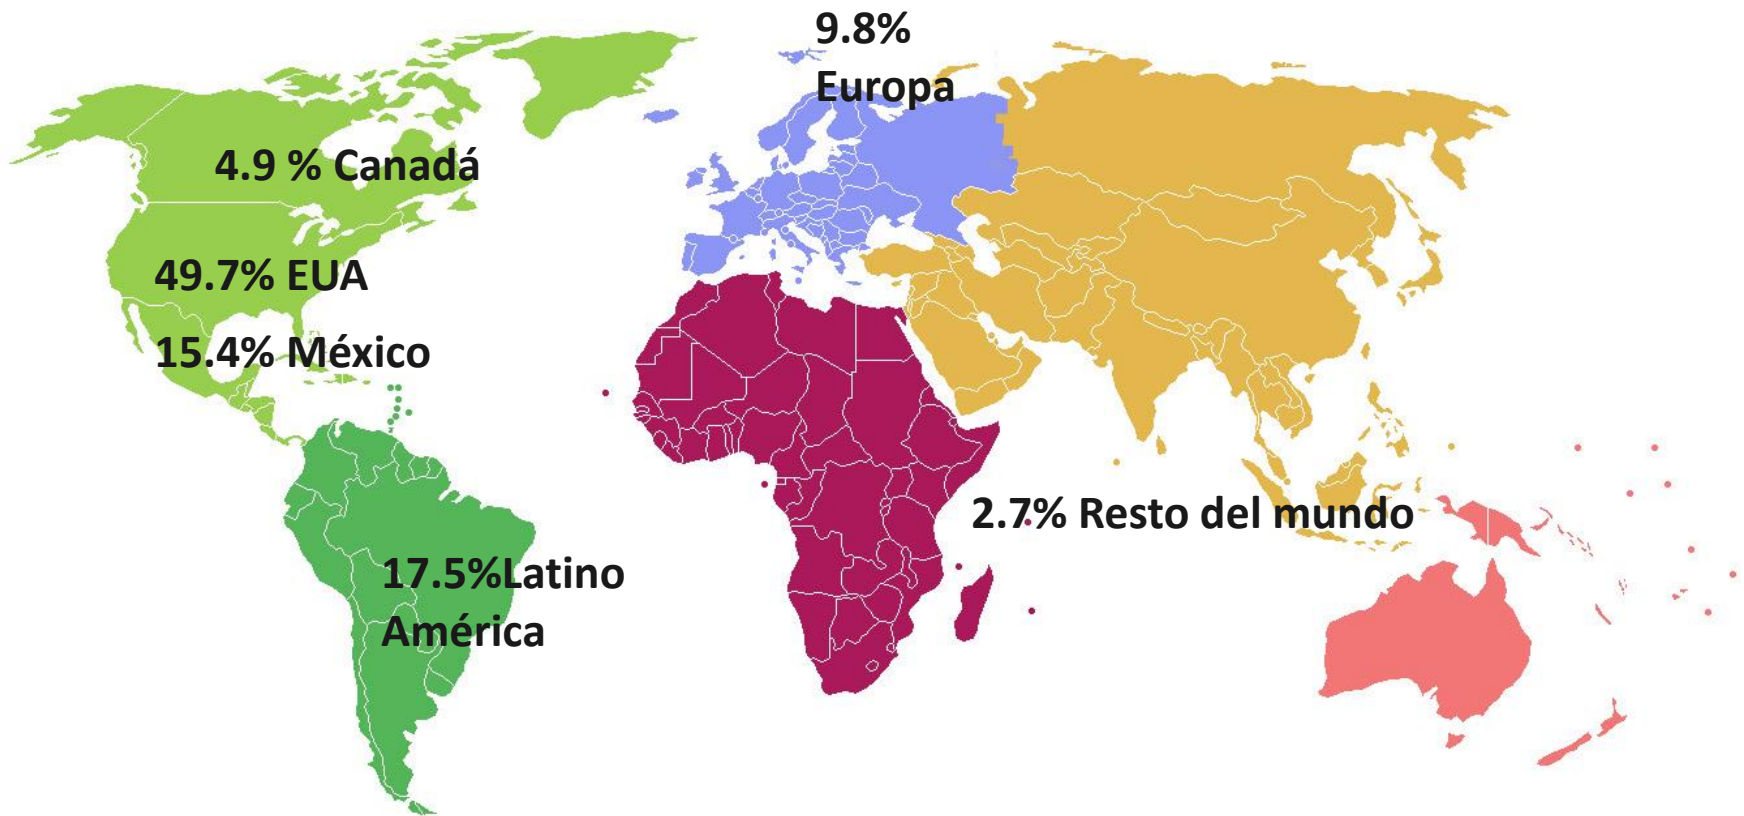 9.8%
Europa
4.9 % Canadá
49.7% EUA
15.4% México
2.7% Resto del mundo
17.5%Latino
América